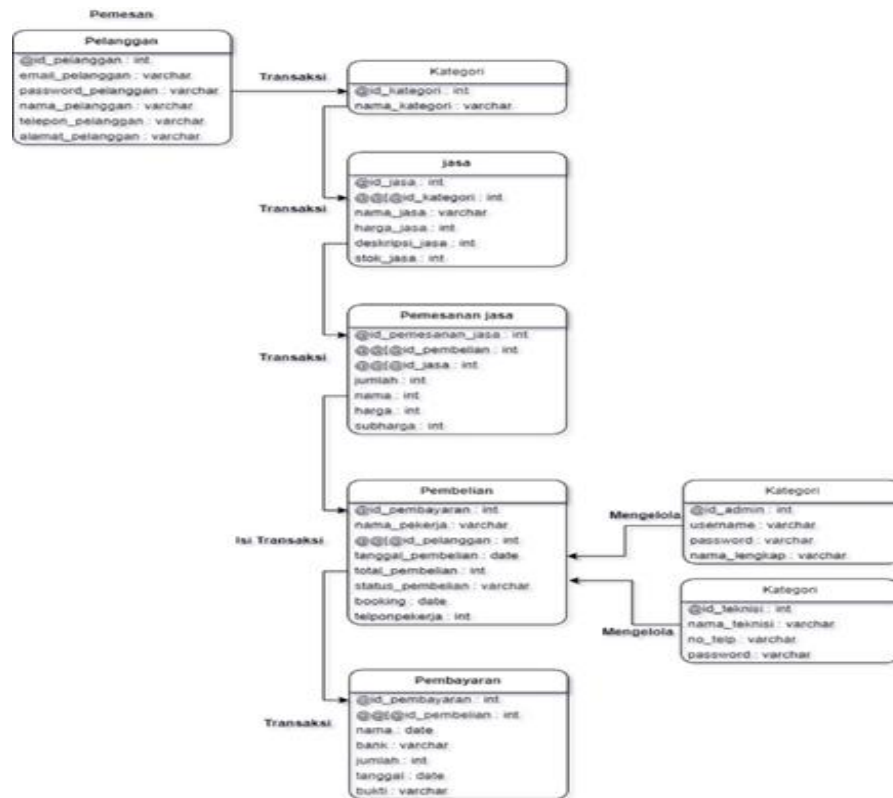 Pemesan
Pelanggan
@id_pelanggan : int
email_pelanggan : varchar
password_pelanggan : varchar
nama_pelanggan : varchar
telepon_pelanggan : varchar
alamat_pelanggan : varchar
Transaksi
Kategori
@id_kategori : int
nama_kategori : varchar
Transaksi
jasa
@id_jasa : int
@@[@id_kategori : int
nama_jasa : varchar
harga_jasa : int
deskripsi_jasa : int
stok_jasa : int
Transaksi
Pemesanan jasa
@id_pemesanan_jasa : int
@@[@id_pembelian : int
@@[@id_jasa : int
jumlah : int
nama : int
harga : int
subharga : int
Isi Transaksi
Pembelian
@id_pembayaran : int
nama_pekerja : varchar
@@[@id_pelanggan : int
tanggal_pembelian : date
total_pembelian : int
status_pembelian : varchar
booking : date
telponpekerja : int
Mengelola
Kategori
@id_admin : int
username : varchar
password : varchar
nama_lengkap : varchar
Mengelola
Kategori
@id_teknisi : int
nama_teknisi : varchar
no_telp : varchar
password : varchar
Transaksi
Pembayaran
@id_pembayaran : int
@@[@id_pembelian : int
nama : date
bank : varchar
jumlah : int
tanggal : date
bukti : varchar